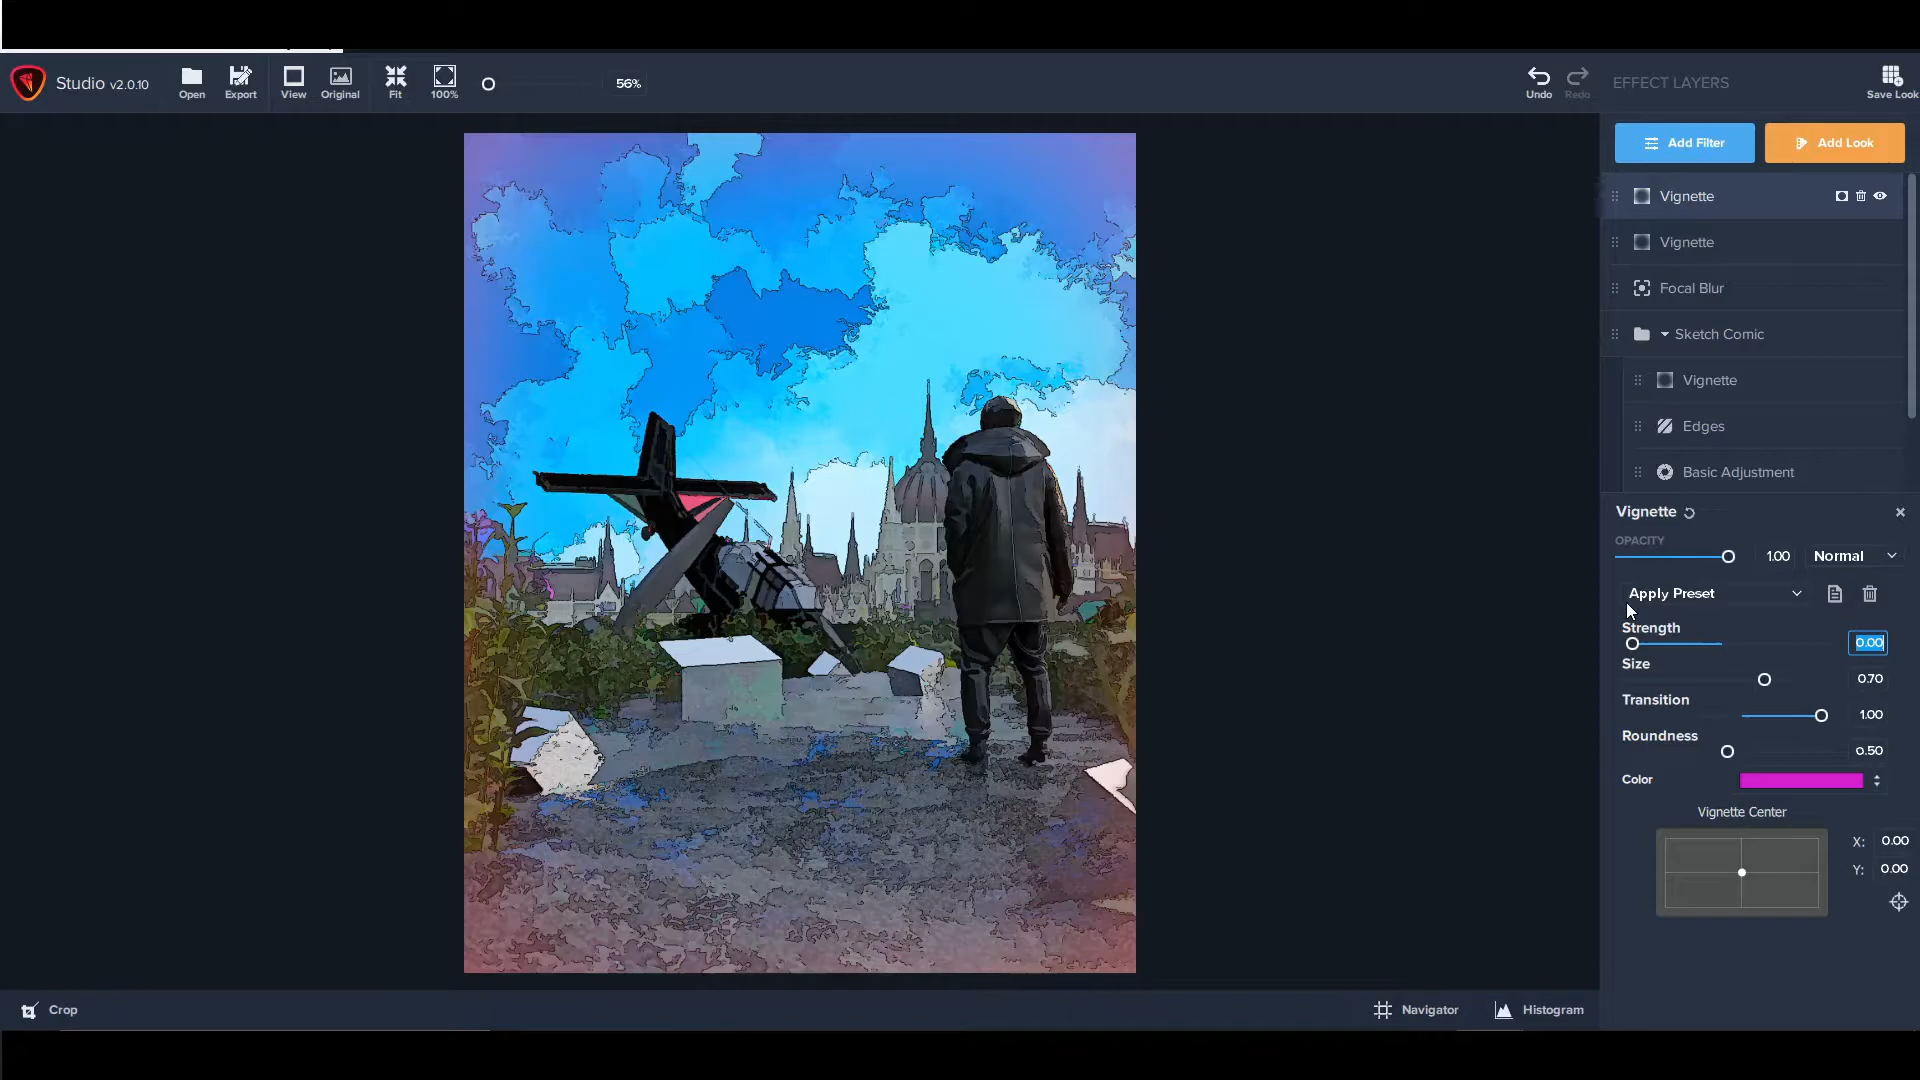 Studio v2.0.10
Open
Export
View
Original
Fit
100%
56%
Undo
Redo
EFFECT LAYERS
Save Look
Add Filter
Add Look
Vignette
Vignette
Focal Blur
Sketch Comic
Vignette
Edges
Basic Adjustment
Vignette
OPACITY
1.00
Normal
Apply Preset
Strength
0.00
Size
0.70
Transition
1.00
Roundness
0.50
Color
Vignette Center
X: 0.00
Y: 0.00
Crop
Navigator
Histogram